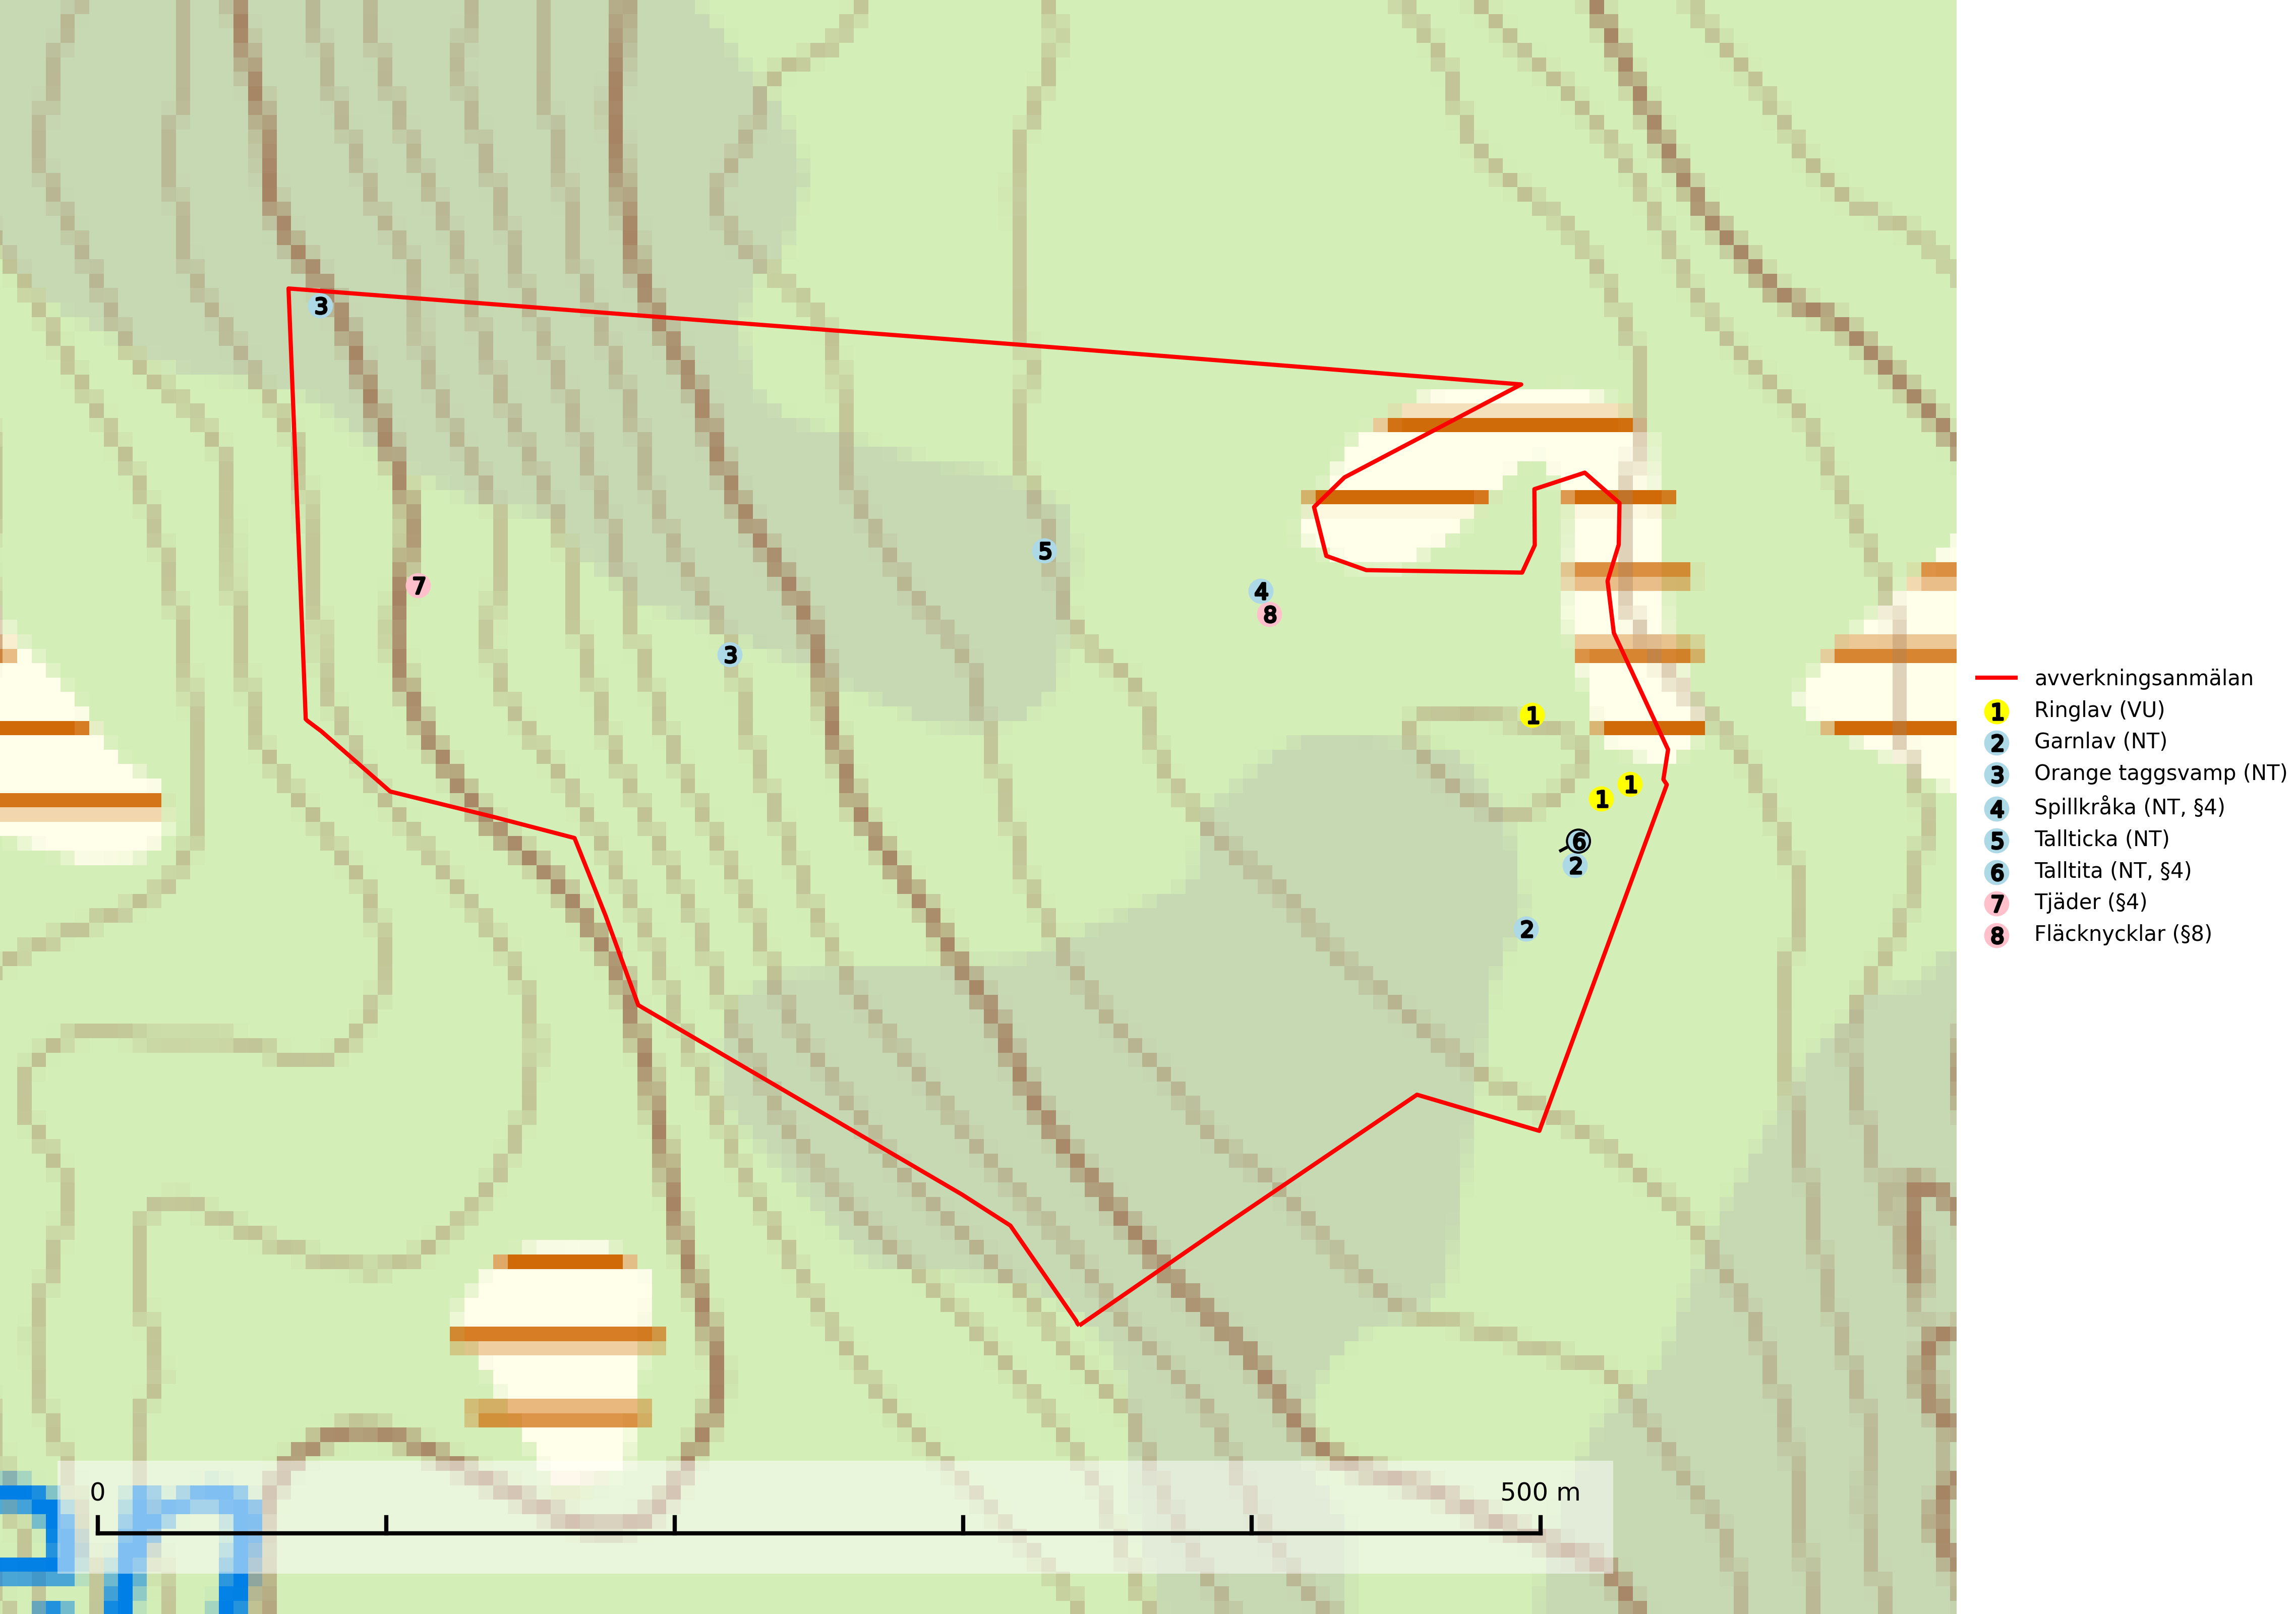 3
5
7
4
8
3
1
1
1
6
2
2
avverkningsanmälan
1 Ringlav (VU)
2 Garnlav (NT)
3 Orange taggsvamp (NT)
4 Spillkråka (NT, §4)
5 Tallticka (NT)
6 Talltita (NT, §4)
7 Tjäder (§4)
8 Fläcknycklar (§8)
0 500 m